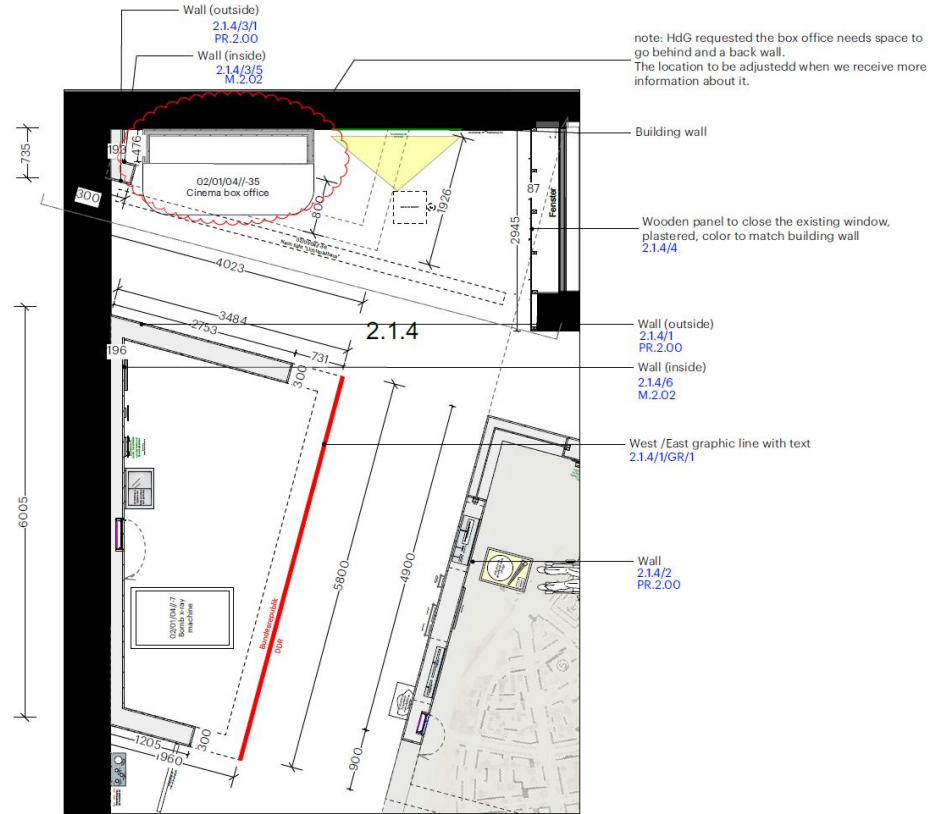 Wall (outside)
2.1.4/3/1
PR.2.00
Wall (inside)
2.1.4/3/5
M.2.02
note: HdG requested the box office needs space to
go behind and a back wall.
The location to be adjustedd when we receive more
information about it.
Building wall
735
193
476
02/01/04//-35
Cinema box office
300
800
1926
87
Fenster
2945
Wooden panel to close the existing window,
plastered, color to match building wall
2.1.4/4
4023
3484
2753
731
2.1.4
196
300
Wall (outside)
2.1.4/1
PR.2.00
Wall (inside)
2.1.4/6
M.2.02
West /East graphic line with text
2.1.4/1/GR/1
6005
5800
4900
Wall
2.1.4/2
PR.2.00
02/01/04//-7
Bomb x-ray
machine
Bundesrepublik
DDR
1205
300
1960
900